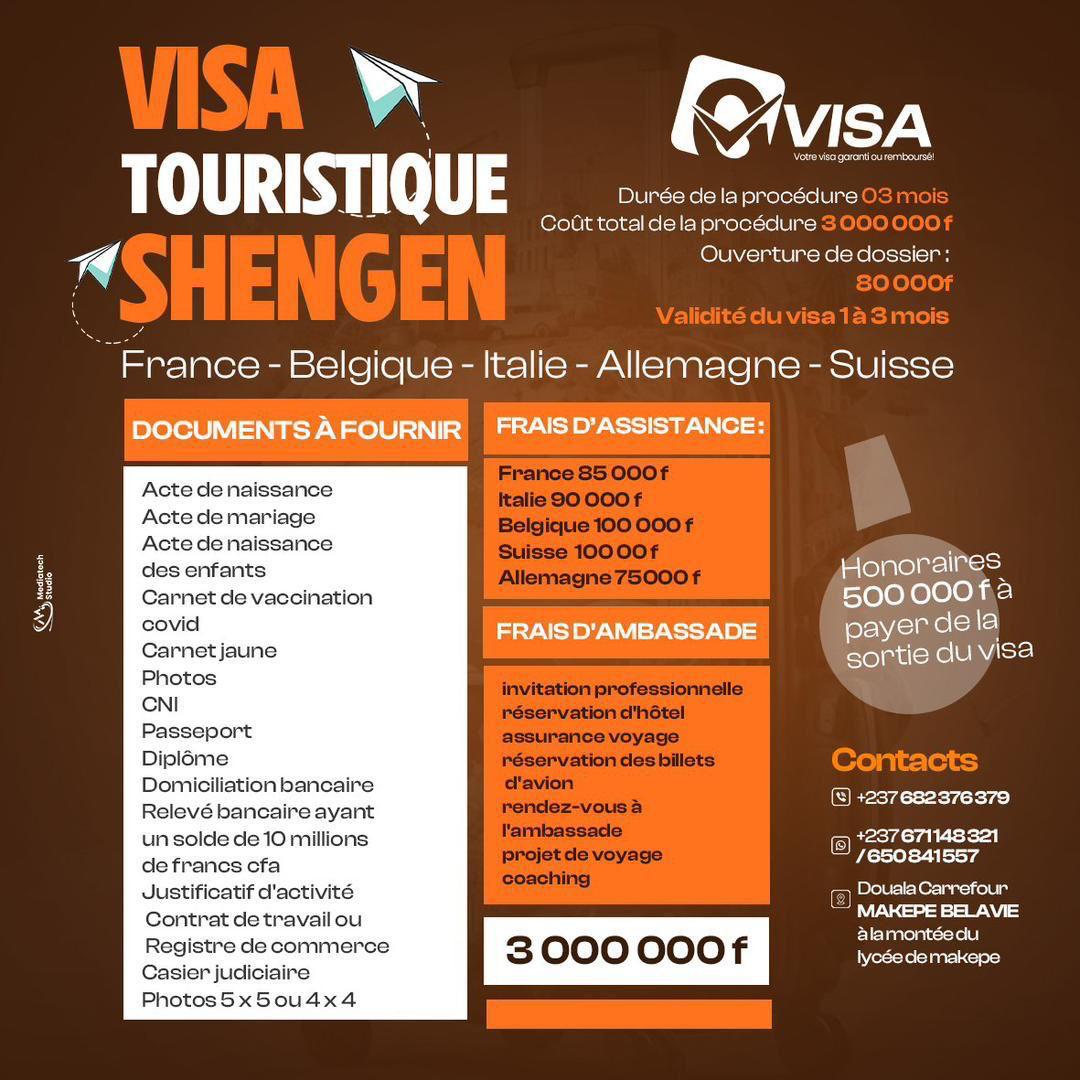 VISA
TOURISTIQUE
SHENGEN
VISA
Votre visa garanti ou remboursé!
Durée de la procédure 03 mois
Coût total de la procédure 3 000 000 f
Ouverture de dossier :
80 000f
Validité du visa 1 à 3 mois
France - Belgique - Italie - Allemagne - Suisse
DOCUMENTS À FOURNIR
Acte de naissance
Acte de mariage
Acte de naissance
des enfants
Carnet de vaccination
covid
Carnet jaune
Photos
CNI
Passeport
Diplôme
Domiciliation bancaire
Relevé bancaire ayant
un solde de 10 millions
de francs cfa
Justificatif d'activité
Contrat de travail ou
Registre de commerce
Casier judiciaire
Photos 5 x 5 ou 4 x 4
FRAIS D'ASSISTANCE :
France 85 000 f
Italie 90 000 f
Belgique 100 000 f
Suisse 100 00 f
Allemagne 75 000 f
FRAIS D'AMBASSADE
invitation professionnelle
réservation d'hôtel
assurance voyage
réservation des billets
d'avion
rendez-vous à
l'ambassade
projet de voyage
coaching
3 000 000 f
Honoraires
500 000 f à
payer de la
sortie du visa
Contacts
+237 682 376 379
+237 671 148 321
/ 650 841 557
Douala Carrefour
MAKEPE BELAVIE
à la montée du
lycée de makepe
Mediatech
Studio